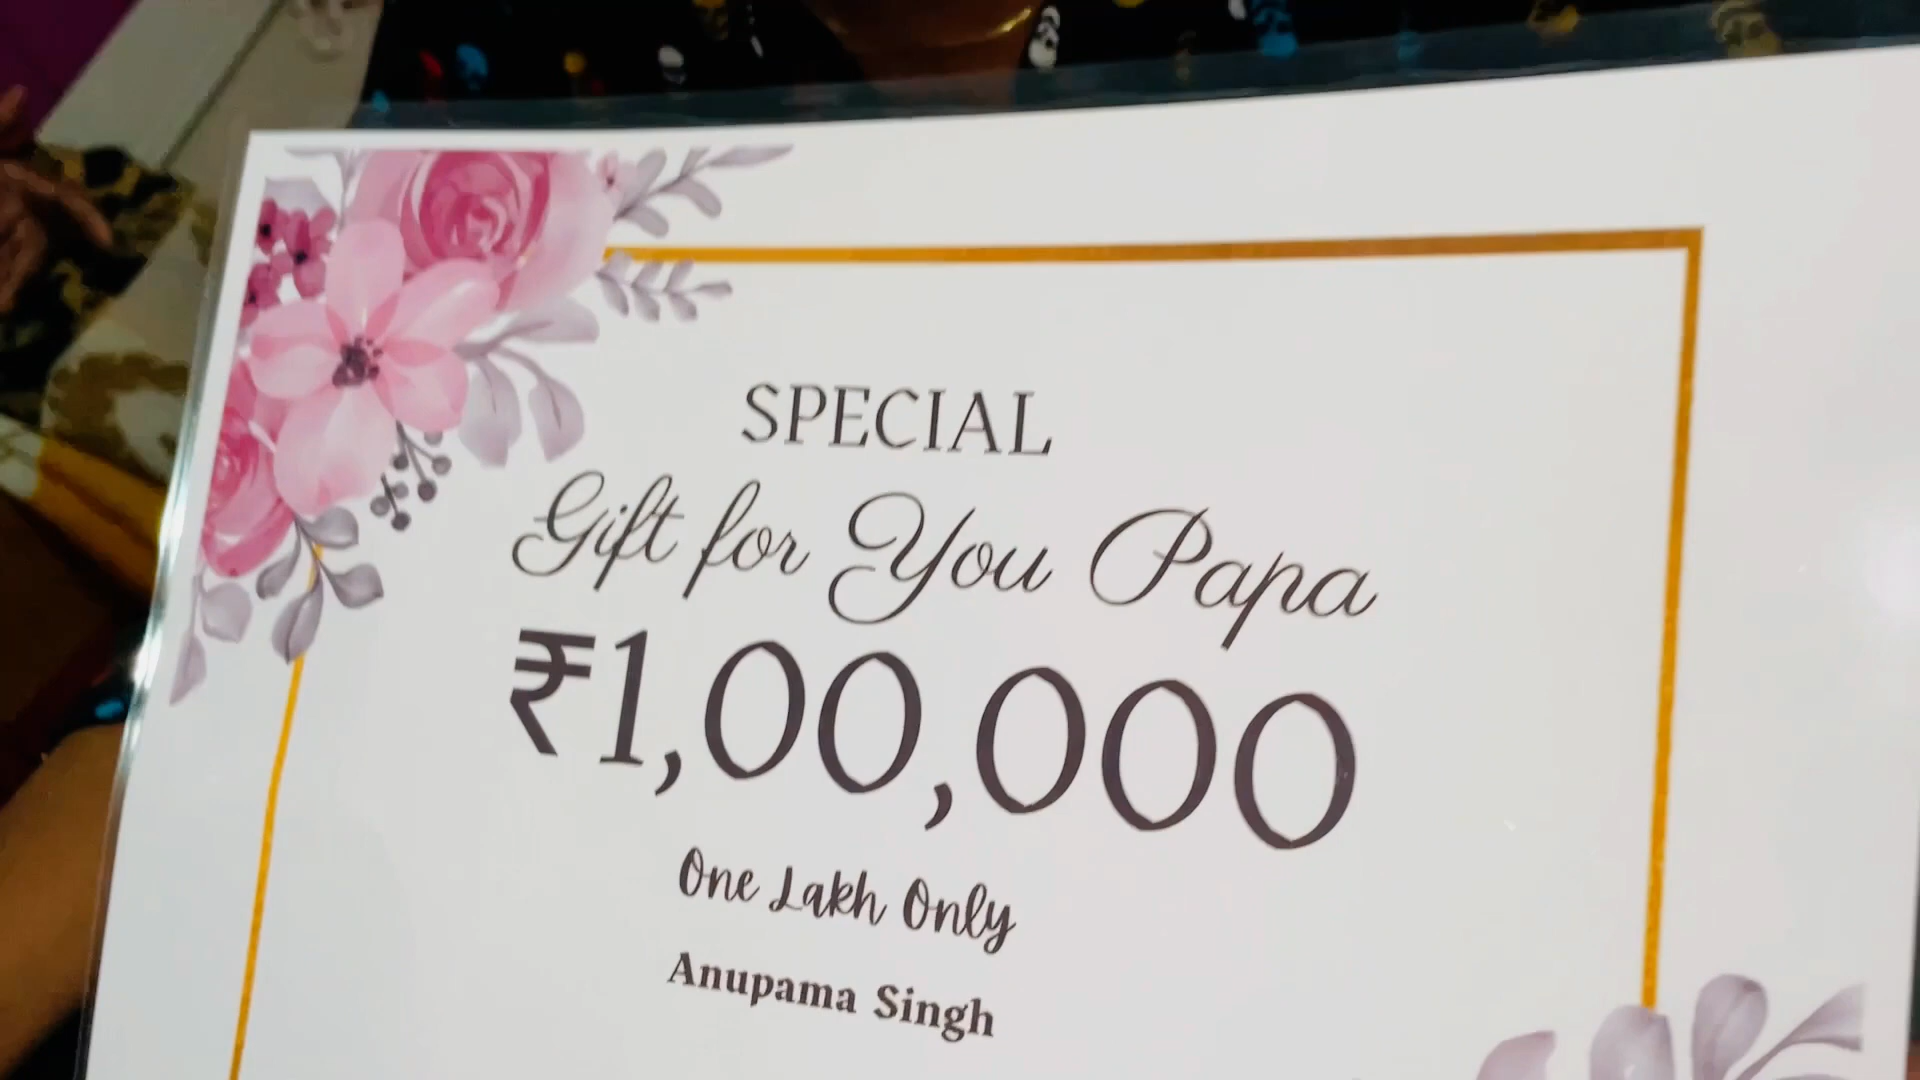 SPECIAL
Gift for You Papa
₹1,00,000
One Lakh Only
Anupama Singh